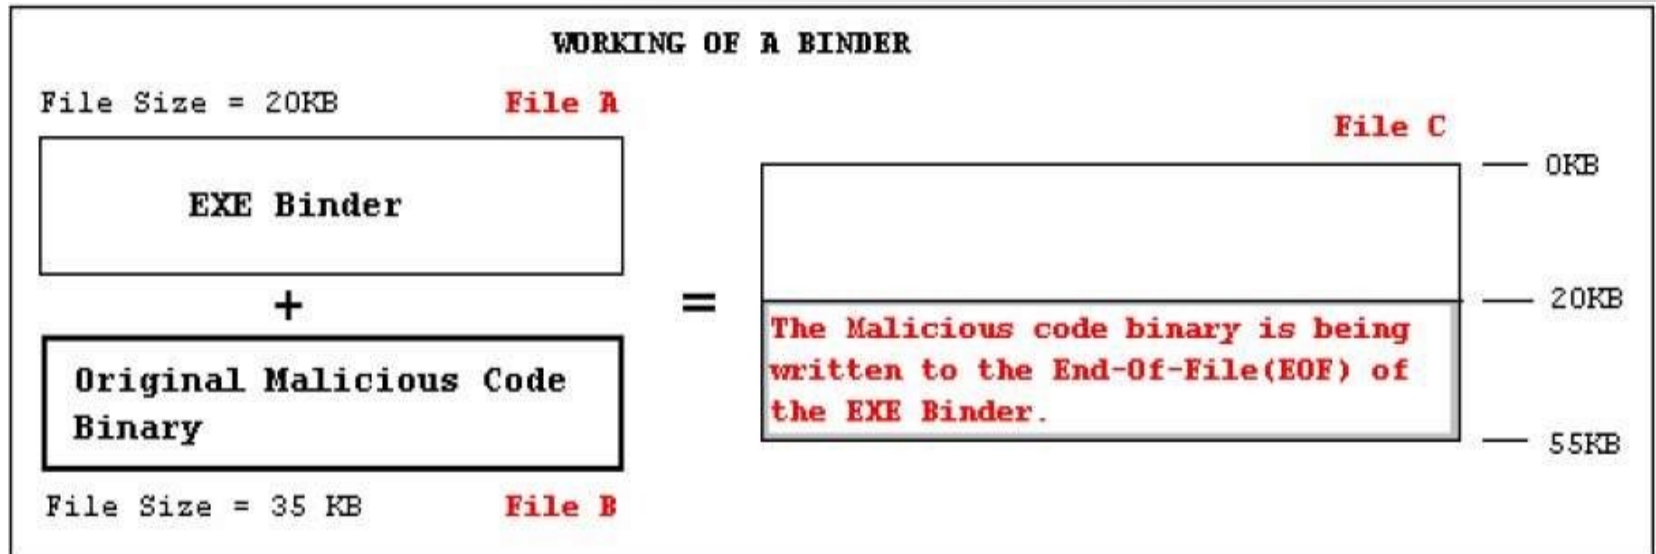 WORKING OF A BINDER
File Size = 20KB
File A
EXE Binder
+
Original Malicious Code
Binary
File Size = 35 KB
File B
=
File C
0KB
20KB
The Malicious code binary is being
written to the End-Of-File(EOF) of
the EXE Binder.
55KB